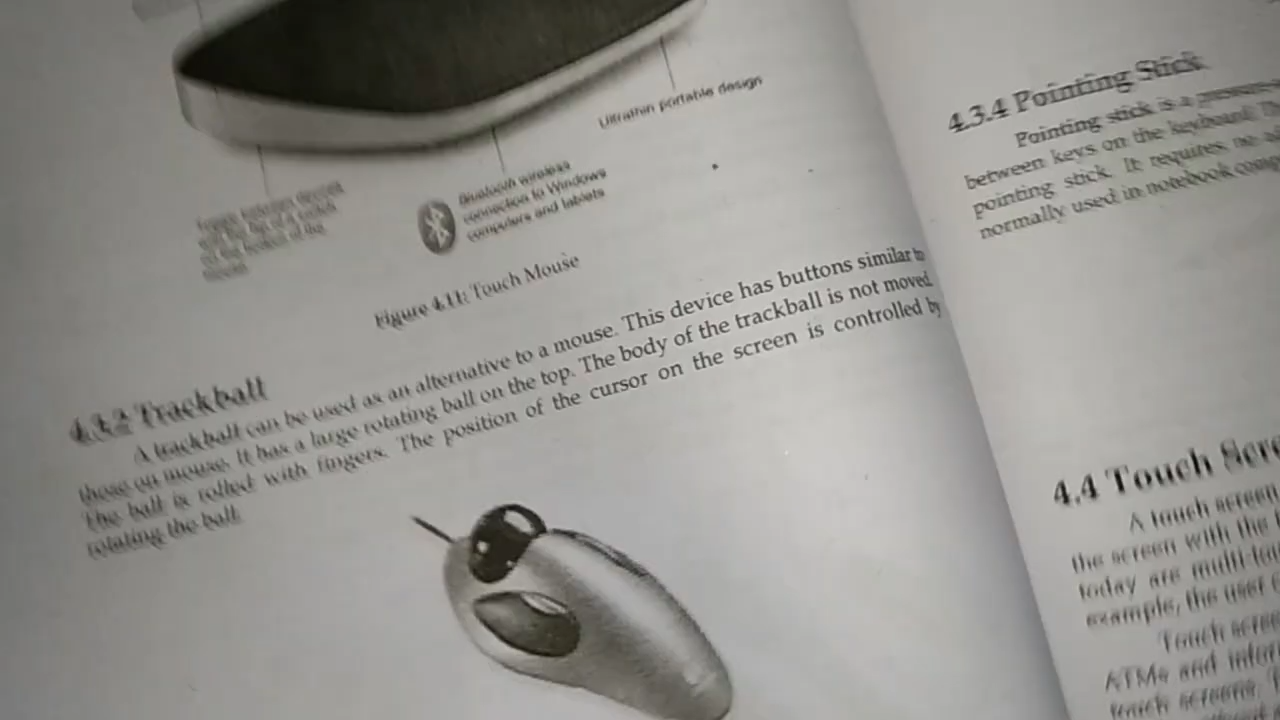 Ultrathin portable design
Bluetooth wireless
connection to Windows
computers and tablets
Figure 4.11: Touch Mouse
4.3.2 Trackball
A trackball can be used as an alternative to a mouse. This device has buttons similar to
those on mouse. It has a large rotating ball on the top. The body of the trackball is not moved.
The ball is rolled with fingers. The position of the cursor on the screen is controlled by
rotating the ball.
4.3.4 Pointing Stick
Pointing stick is a
between keys on the keyboard.
pointing stick. It requires no
normally used in notebook
4.4 Touch
A touch screen
the screen with the
today are
example, the user
Touch
ATMs and
touch screens.